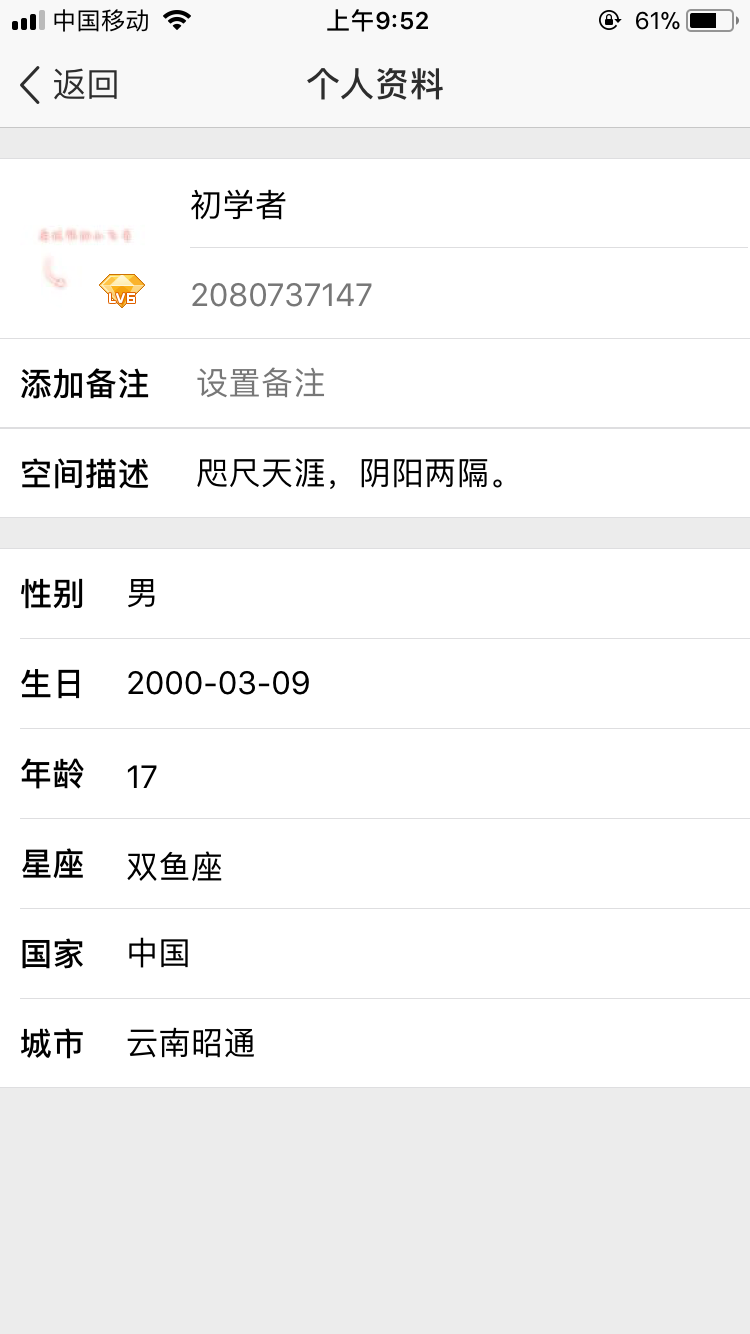 中国移动 上午9:52 61%
返回 个人资料
初学者
LV6
2080737147
添加备注 设置备注
空间描述 咫尺天涯，阴阳两隔。
性别 男
生日 2000-03-09
年龄 17
星座 双鱼座
国家 中国
城市 云南昭通